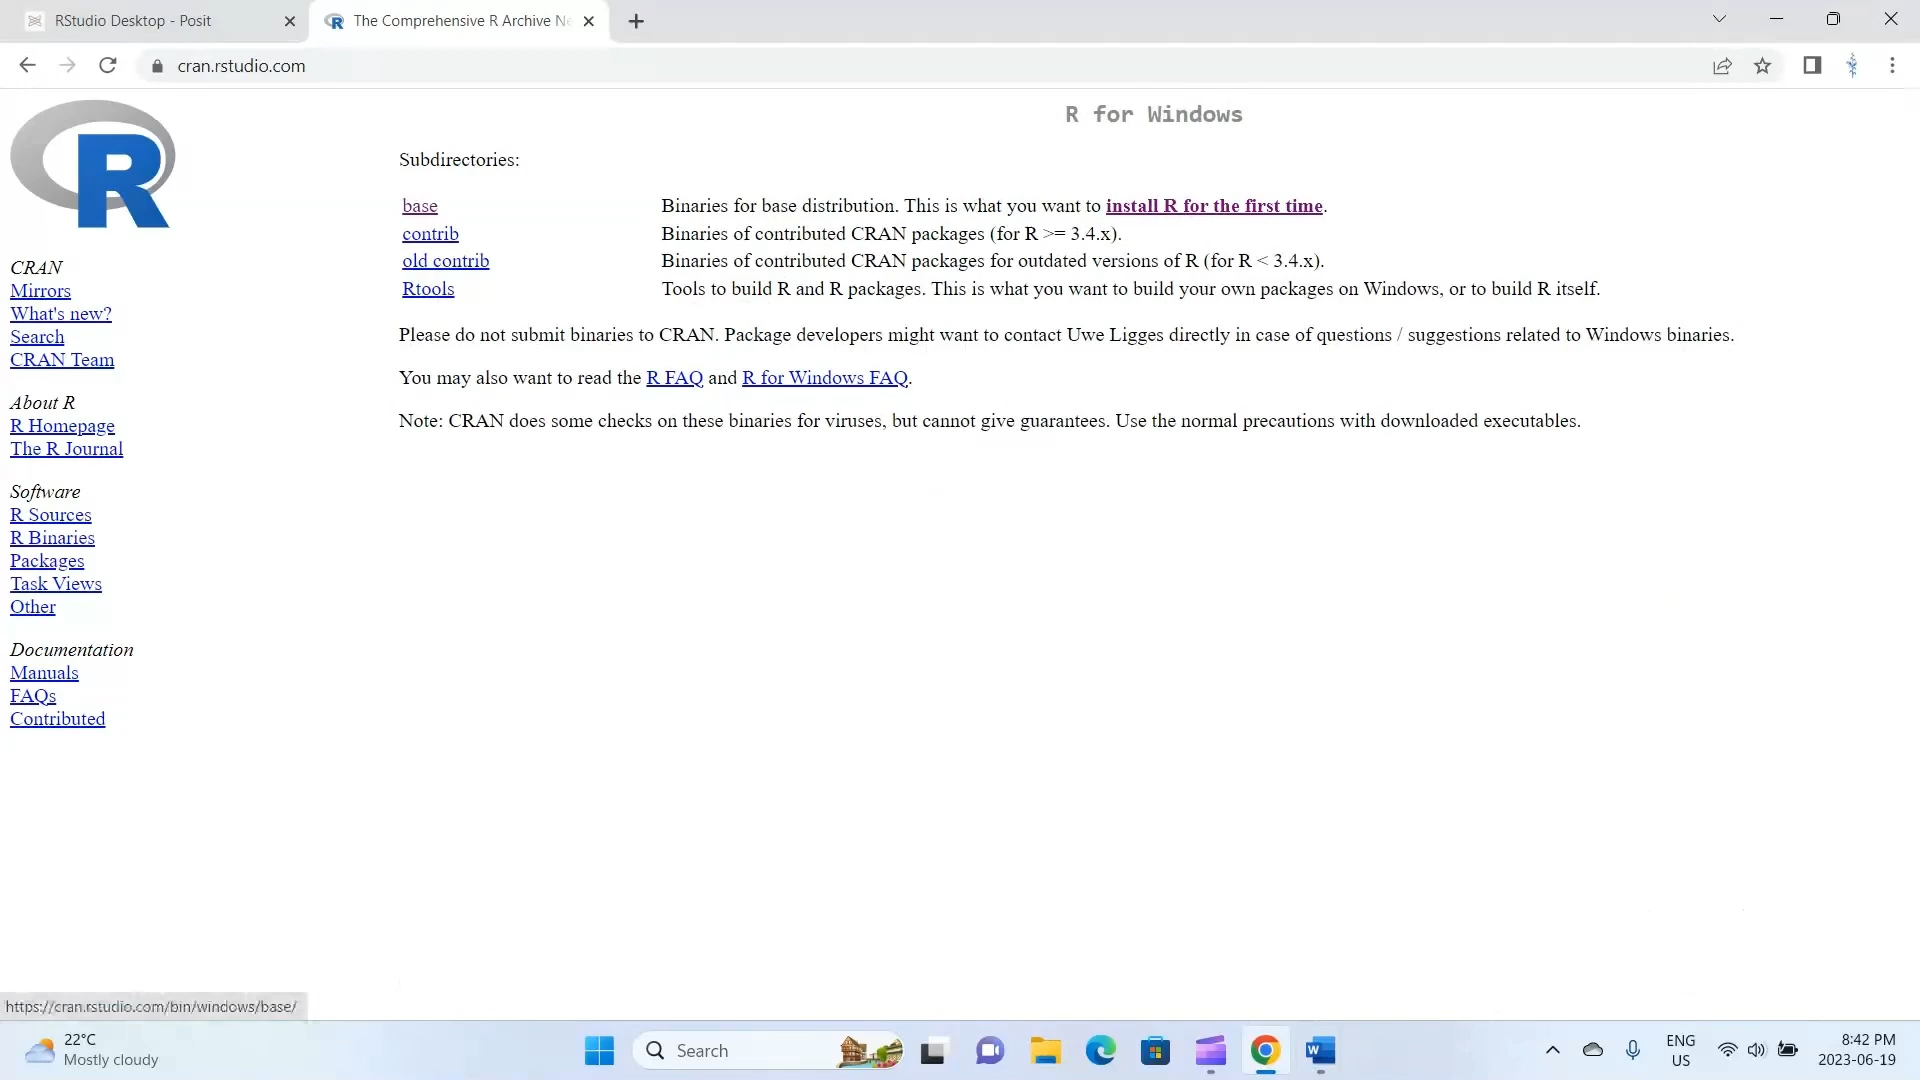 RStudio Desktop - Posit
The Comprehensive R Archive Ne
cran.rstudio.com
R
CRAN
Mirrors
What's new?
Search
CRAN Team
About R
R Homepage
The R Journal
Software
R Sources
R Binaries
Packages
Task Views
Other
Documentation
Manuals
FAQs
Contributed
R for Windows
Subdirectories:
base Binaries for base distribution. This is what you want to install R for the first time.
contrib Binaries of contributed CRAN packages (for R >= 3.4.x).
old contrib Binaries of contributed CRAN packages for outdated versions of R (for R < 3.4.x).
Rtools Tools to build R and R packages. This is what you want to build your own packages on Windows, or to build R itself.
Please do not submit binaries to CRAN. Package developers might want to contact Uwe Ligges directly in case of questions / suggestions related to Windows binaries.
You may also want to read the R FAQ and R for Windows FAQ.
Note: CRAN does some checks on these binaries for viruses, but cannot give guarantees. Use the normal precautions with downloaded executables.
https://cran.rstudio.com/bin/windows/base/
22°C
Mostly cloudy
Search
W
ENG
US
8:42 PM
2023-06-19